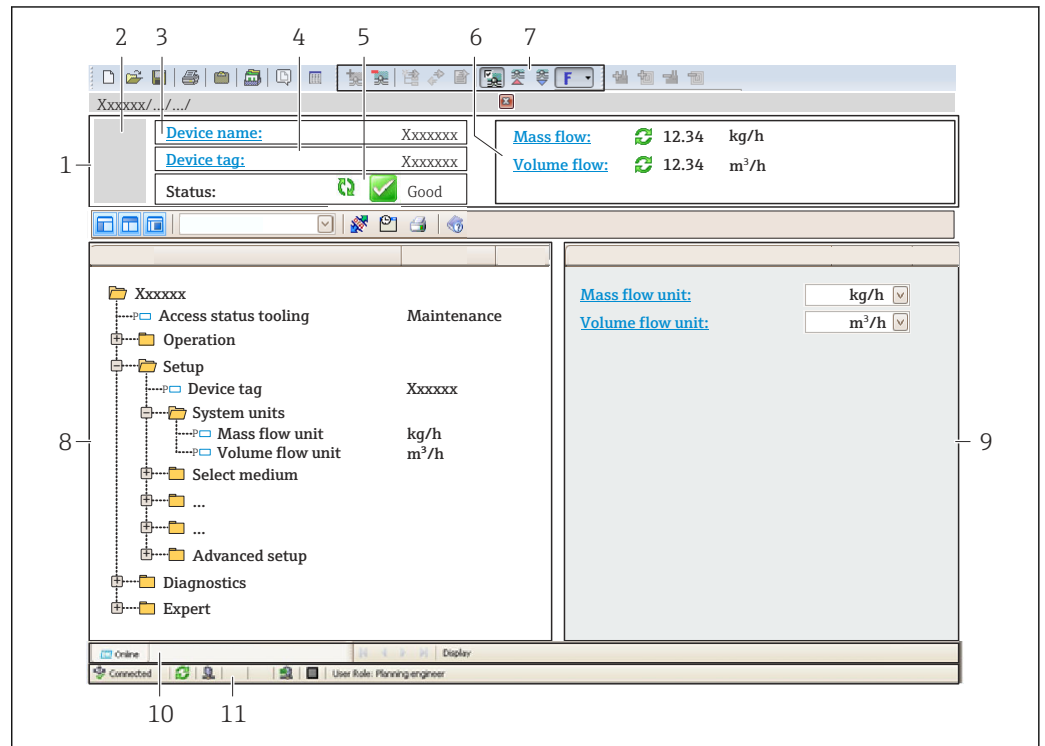 2 3 4 5 6 7
F
Xxxxxx/.../.../
Device name: Xxxxxxx
Mass flow: 12.34 kg/h
1
Device tag: Xxxxxxx
Volume flow: 12.34 m³/h
Status: Good
Xxxxxx
Mass flow unit: kg/h
P Access status tooling Maintenance
Volume flow unit: m³/h
Operation
Setup
P Device tag Xxxxxx
System units
P Mass flow unit kg/h
8
9
P Volume flow unit m³/h
Select medium
...
...
Advanced setup
Diagnostics
Expert
Online Display
Connected User Role: Planning engineer
10 11